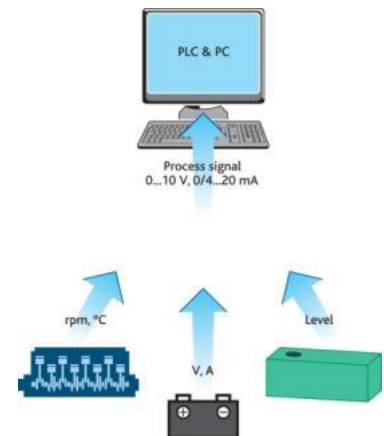 PLC & PC
Process signal
0...10 V, 0/4...20 mA
rpm, °C
Level
V, A